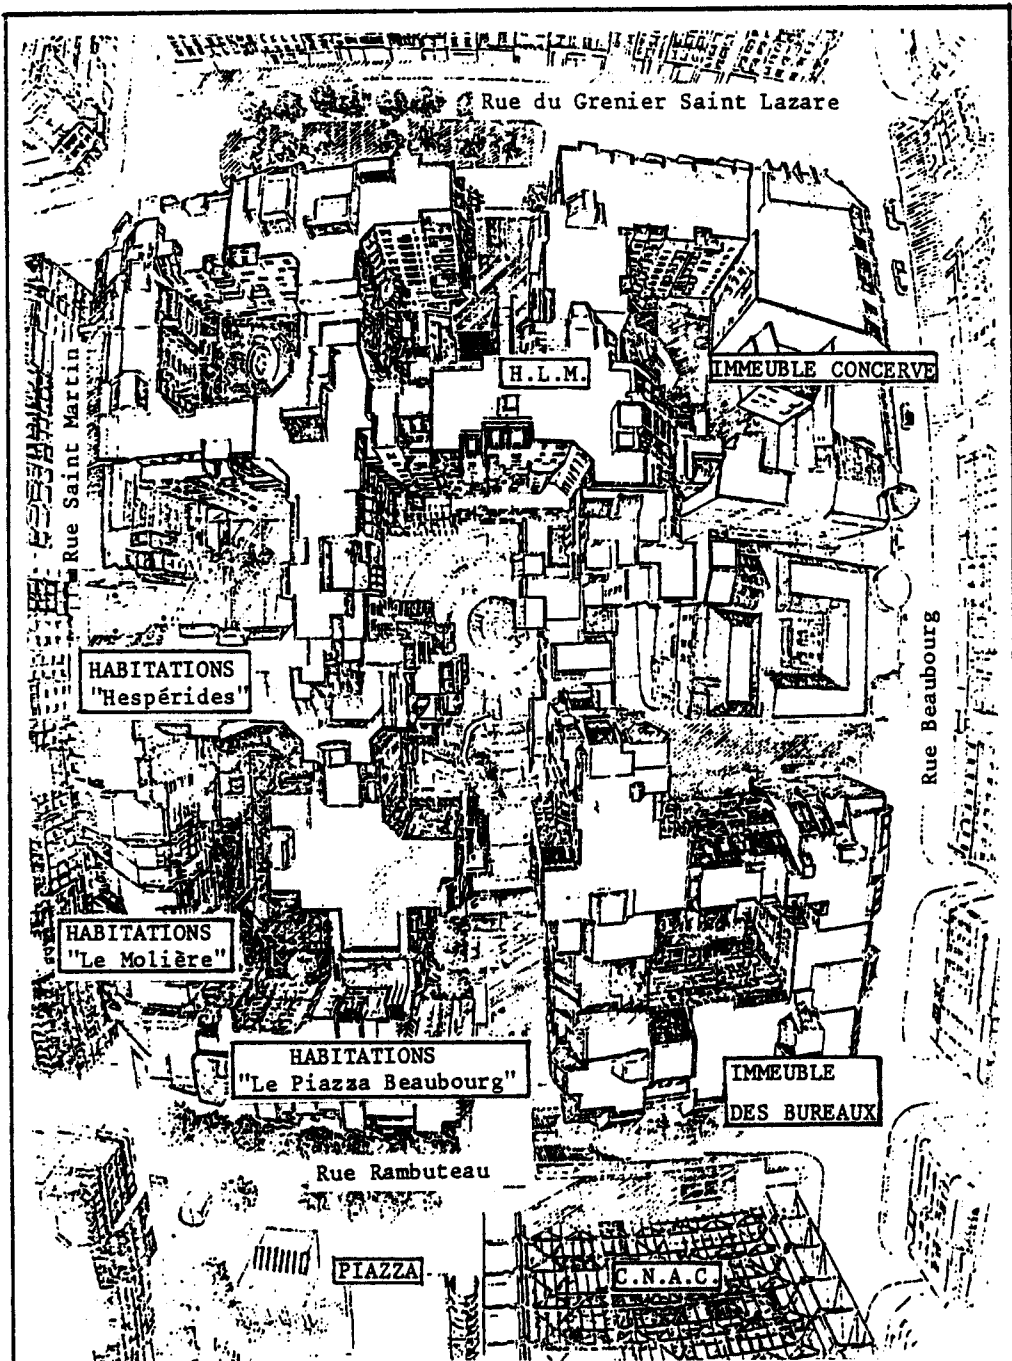 Rue du Grenier Saint Lazare
H.L.M.
IMMEUBLE CONCERVE
Rue Saint Martin
Rue Beaubourg
HABITATIONS
"Hespérides"
HABITATIONS
"Le Molière"
HABITATIONS
"Le Piazza Beaubourg"
IMMEUBLE
DES BUREAUX
Rue Rambuteau
PIAZZA
C.N.A.C.